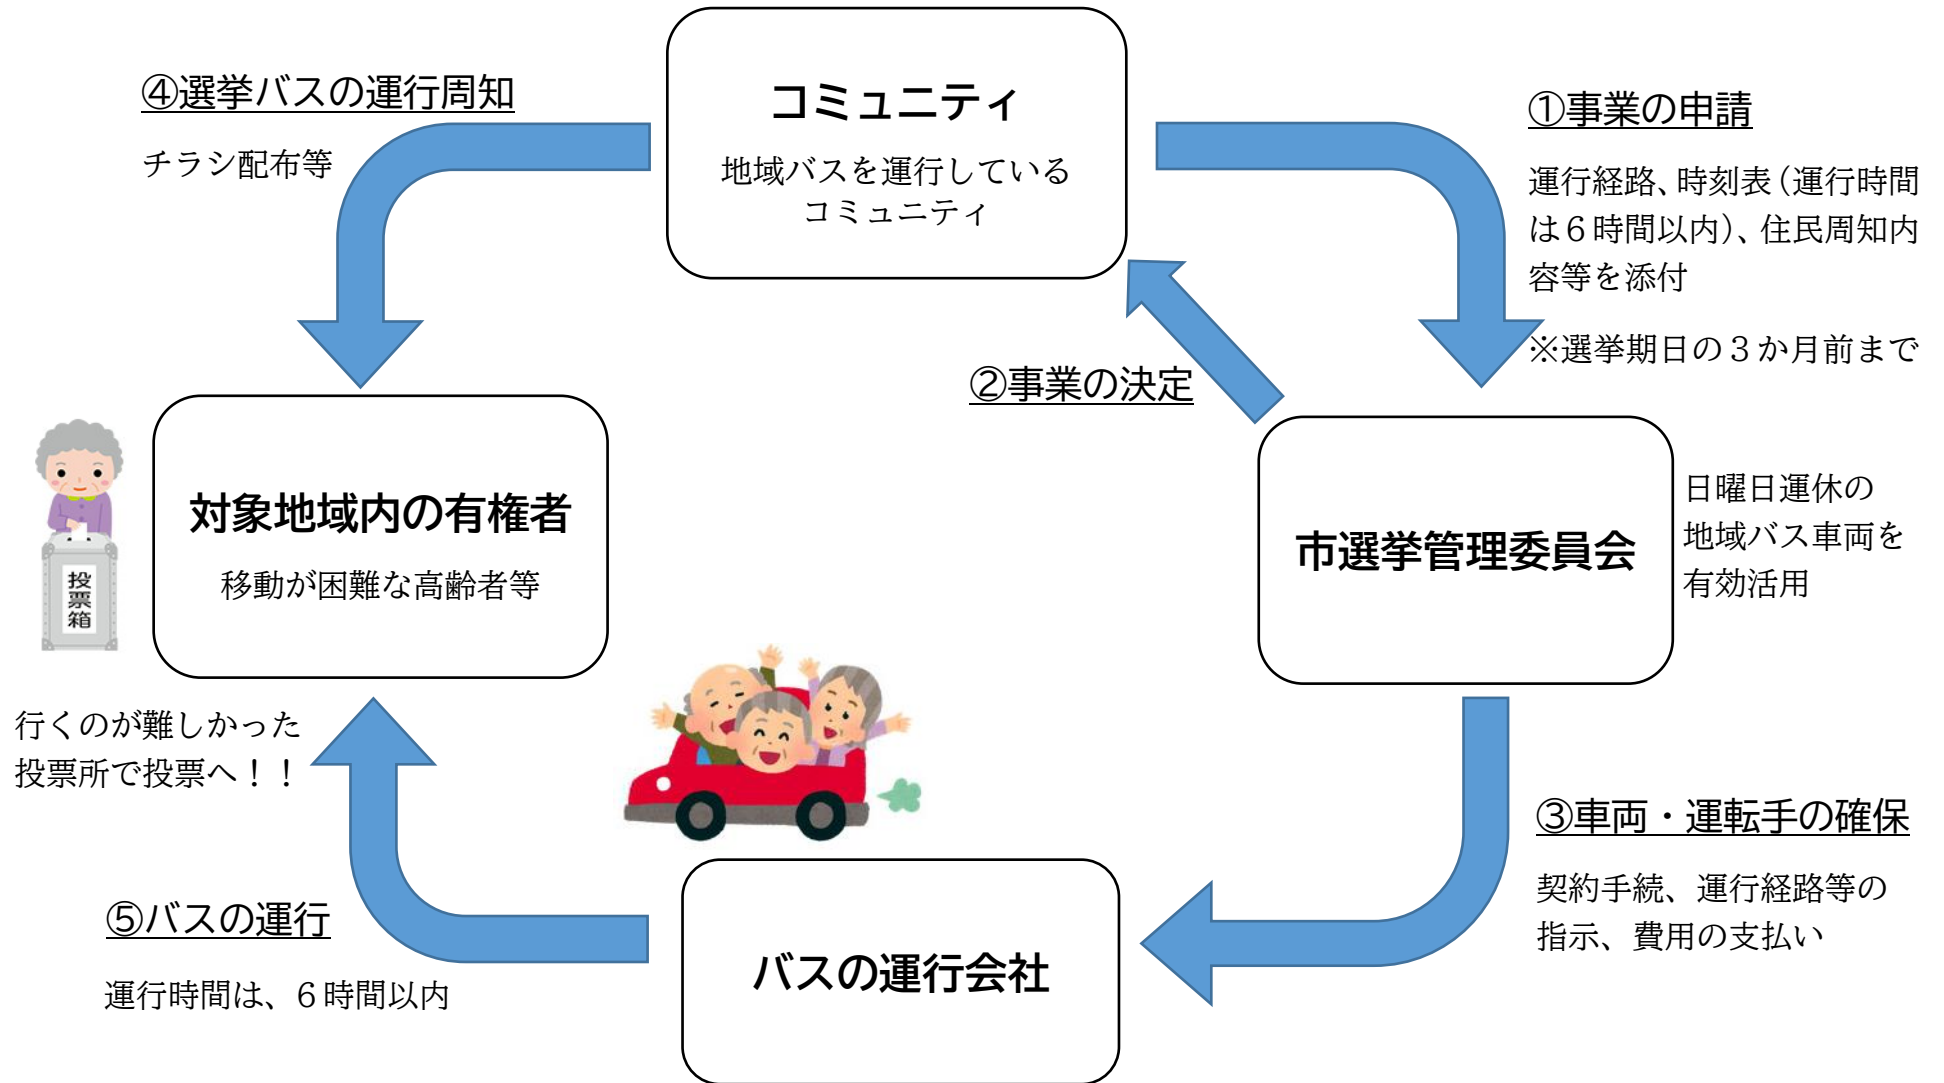 コミュニティ
地域バスを運行している
コミュニティ
①事業の申請
運行経路、時刻表（運行時間
は６時間以内）、住民周知内
容等を添付
※選挙期日の３か月前まで
②事業の決定
市選挙管理委員会
日曜日運休の
地域バス車両を
有効活用
③車両・運転手の確保
契約手続、運行経路等の
指示、費用の支払い
バスの運行会社
④選挙バスの運行周知
チラシ配布等
対象地域内の有権者
移動が困難な高齢者等
投票箱
行くのが難しかった
投票所で投票へ！！
⑤バスの運行
運行時間は、６時間以内